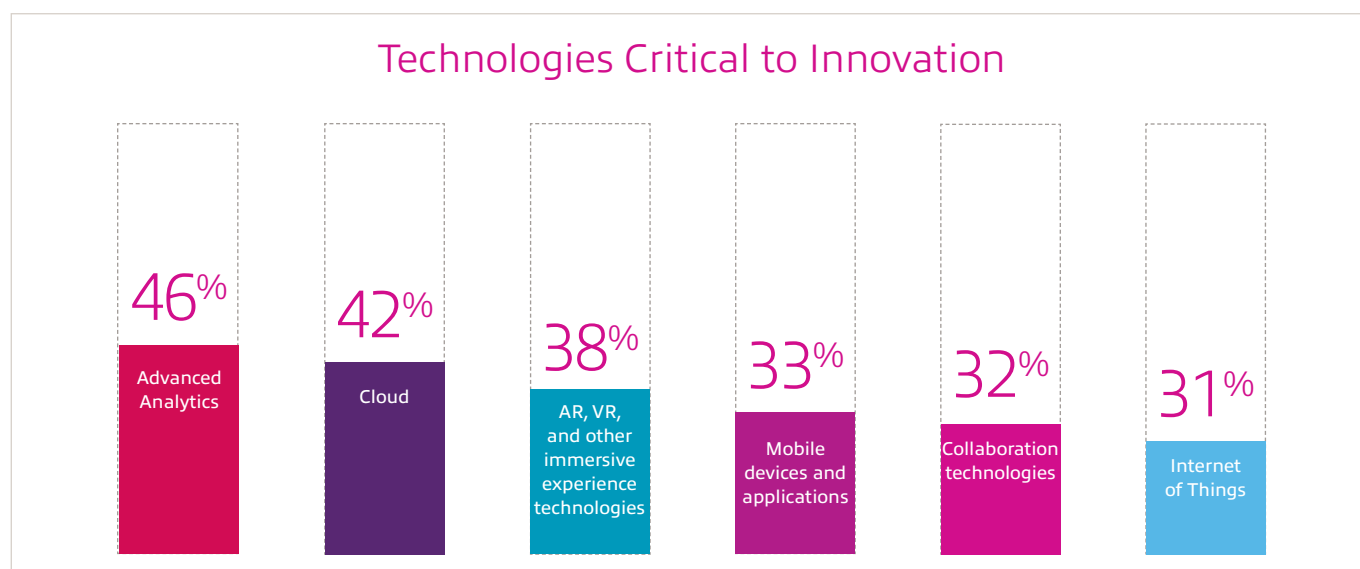 Technologies Critical to Innovation
46%
Advanced
Analytics
42%
Cloud
38%
AR, VR,
and other
immersive
experience
technologies
33%
Mobile
devices and
applications
32%
Collaboration
technologies
31%
Internet
of Things